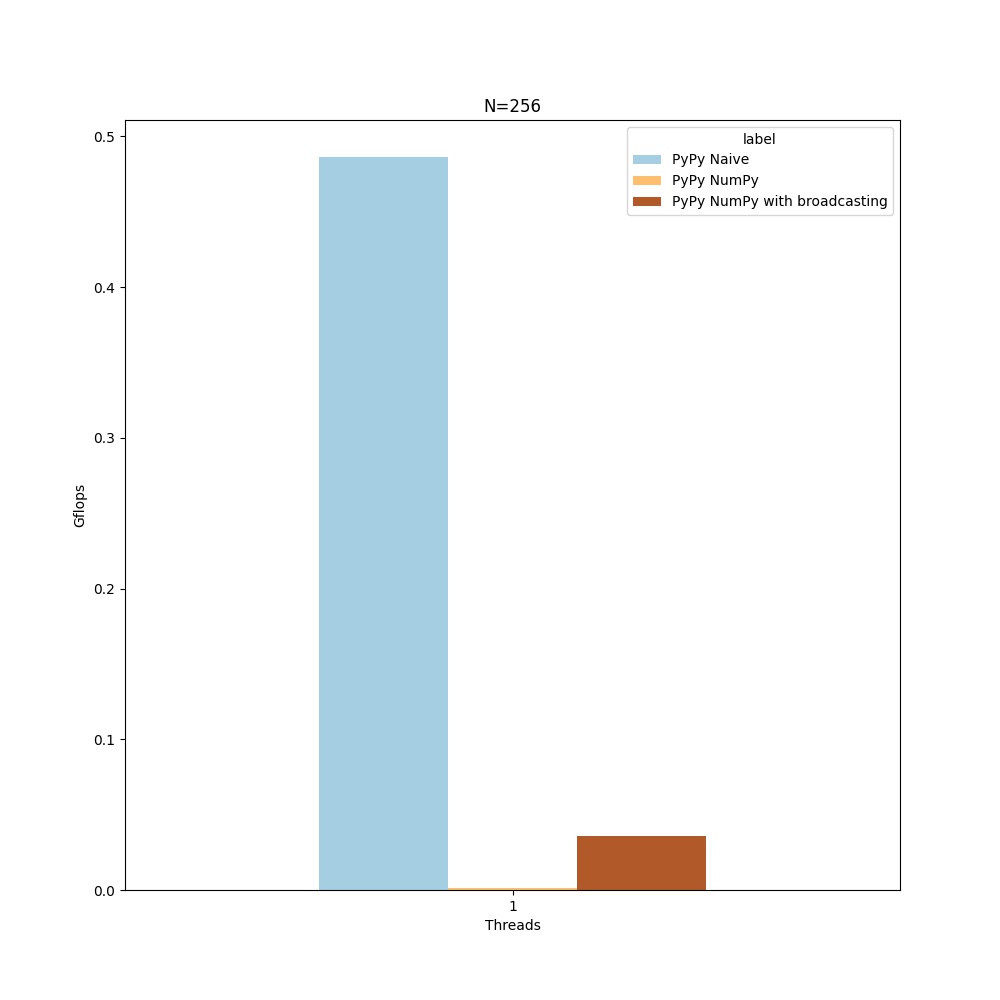 N=256
label
PyPy Naive
PyPy NumPy
PyPy NumPy with broadcasting
0.5
0.4
0.3
0.2
0.1
0.0
Gflops
1
Threads